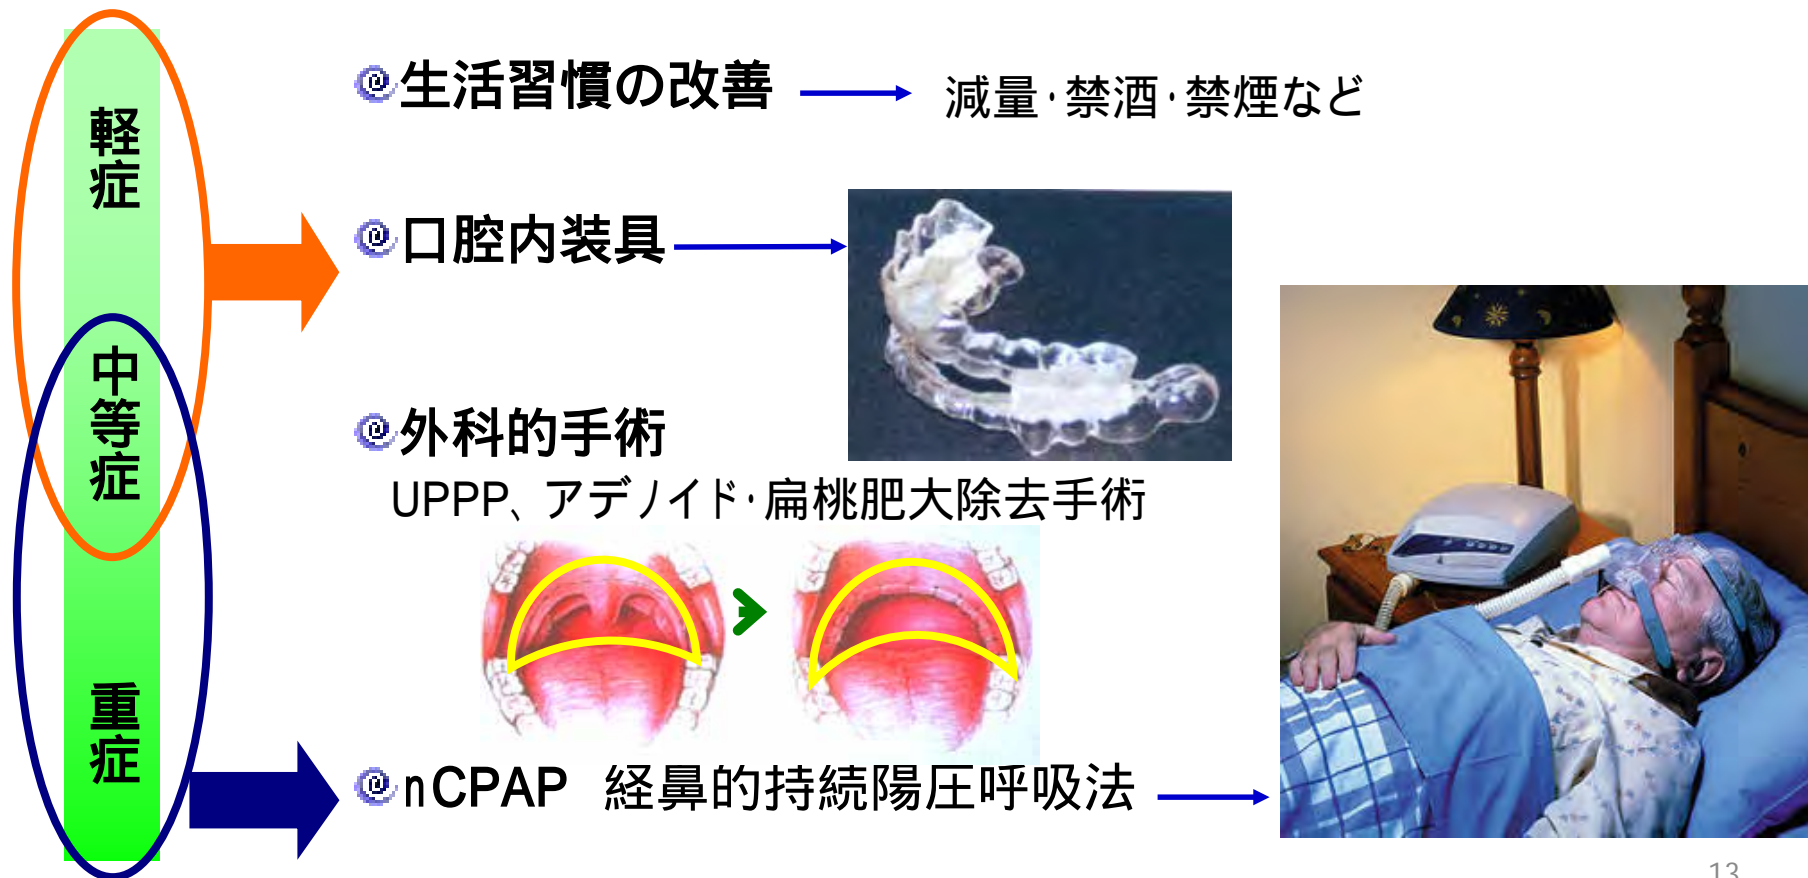 軽症
中等症
重症
生活習慣の改善
減量・禁酒・禁煙など
口腔内装具
外科的手術
UPPP、アデノイド・扁桃肥大除去手術
nCPAP 経鼻的持続陽圧呼吸法
13